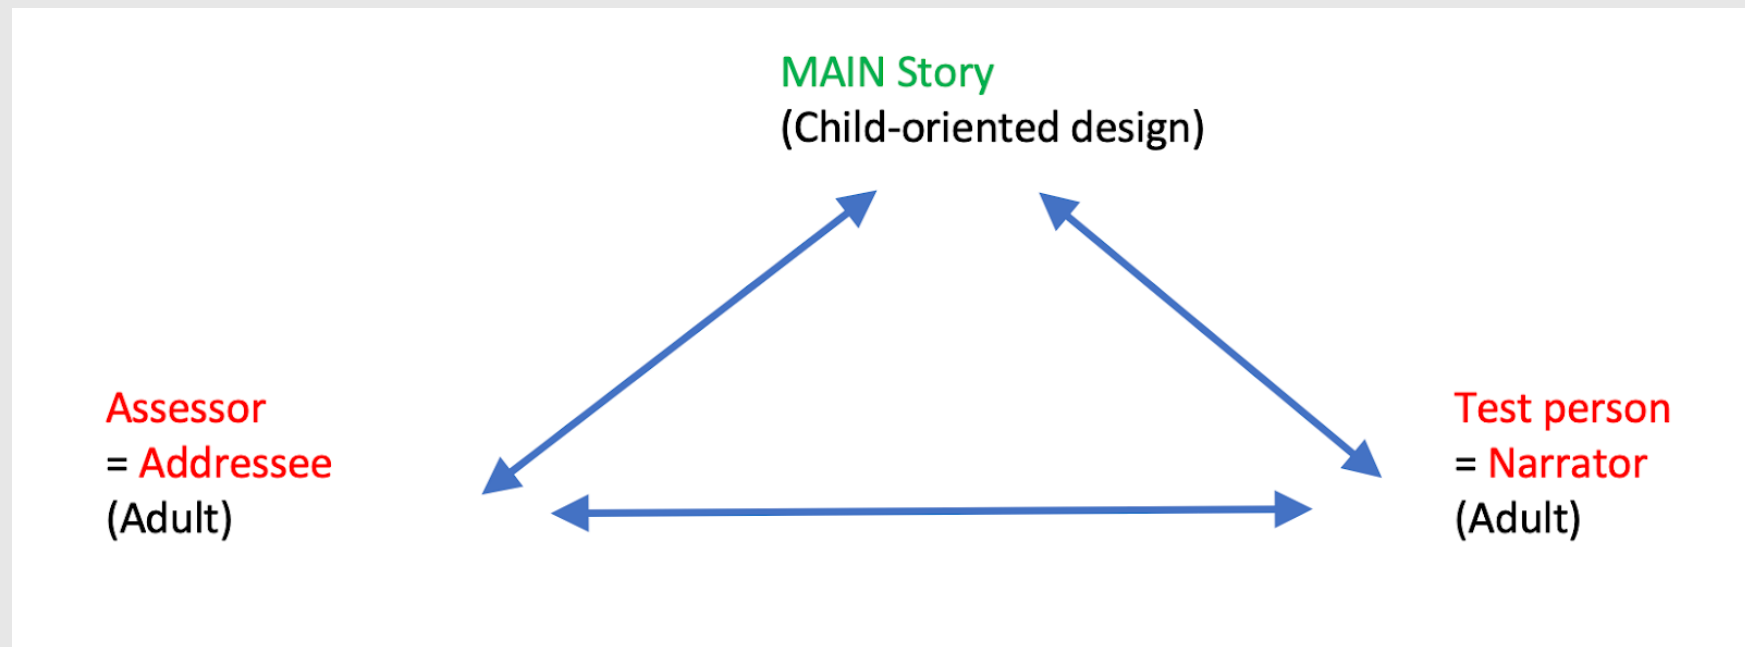 MAIN Story
(Child-oriented design)
Assessor
= Addressee
(Adult)
Test person
= Narrator
(Adult)